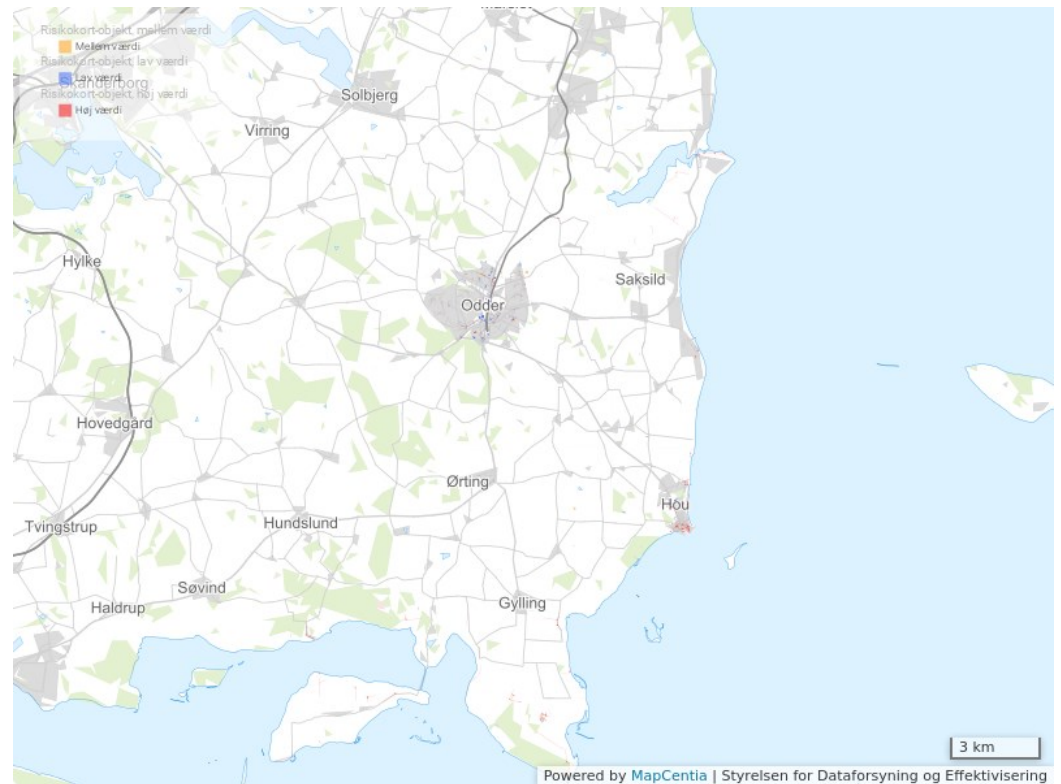 Risikokort-objekt, mellem værdi
Mellem værdi
Risikokort-objekt, lav værdi
Lav værdi
Skanderborg
Risikokort-objekt, høj værdi
Høj værdi
Solbjerg
Virring
Hylke
Saksild
Odder
Hovedgård
Ørting
Hou
Tvingstrup
Hundslund
Søvind
Haldrup
Gylling
3 km
Powered by MapCentia | Styrelsen for Dataforsyning og Effektivisering